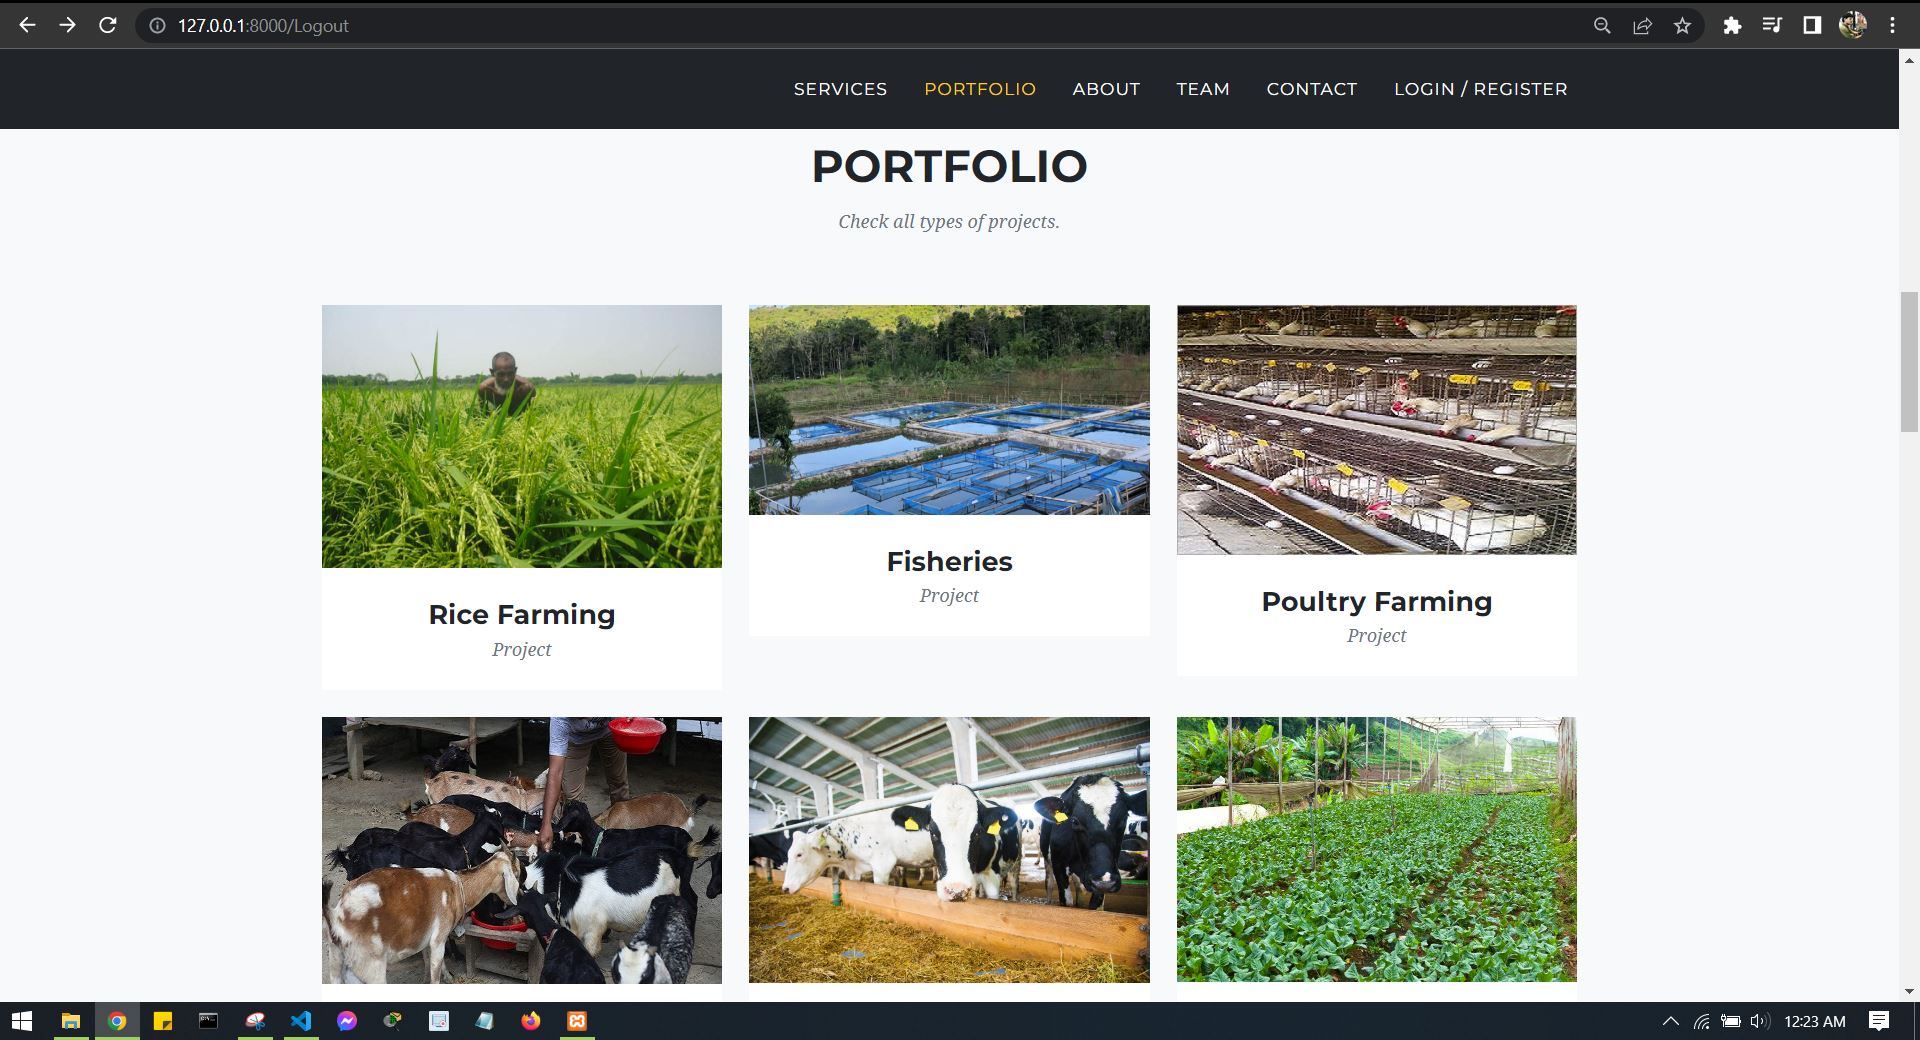 127.0.0.1:8000/Logout
SERVICES PORTFOLIO ABOUT TEAM CONTACT LOGIN / REGISTER
PORTFOLIO
Check all types of projects.
Rice Farming
Project
Fisheries
Project
Poultry Farming
Project
12:23 AM